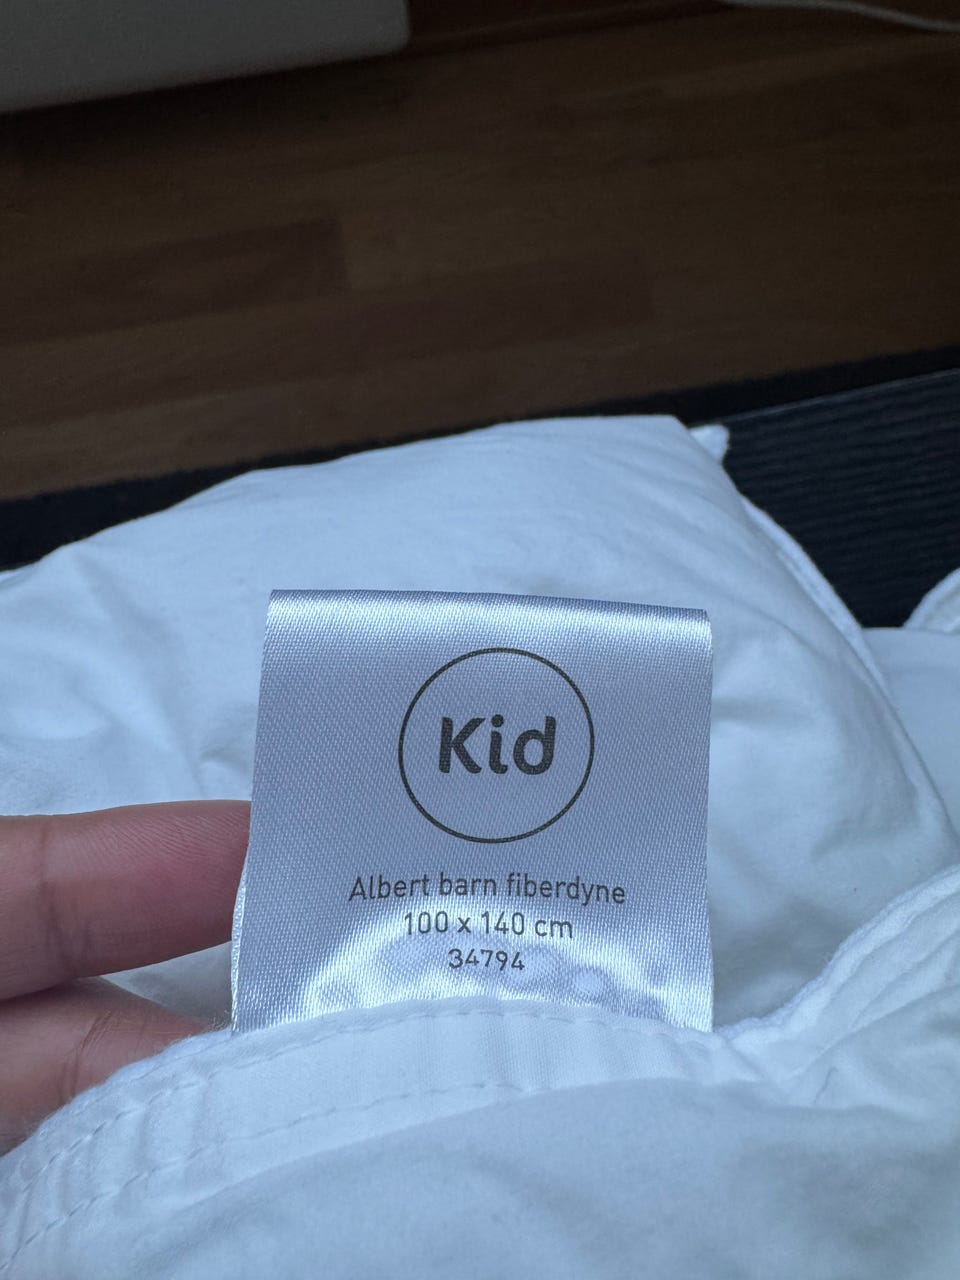 Kid
Albert barn fiberdyne
100 x 140 cm
34794